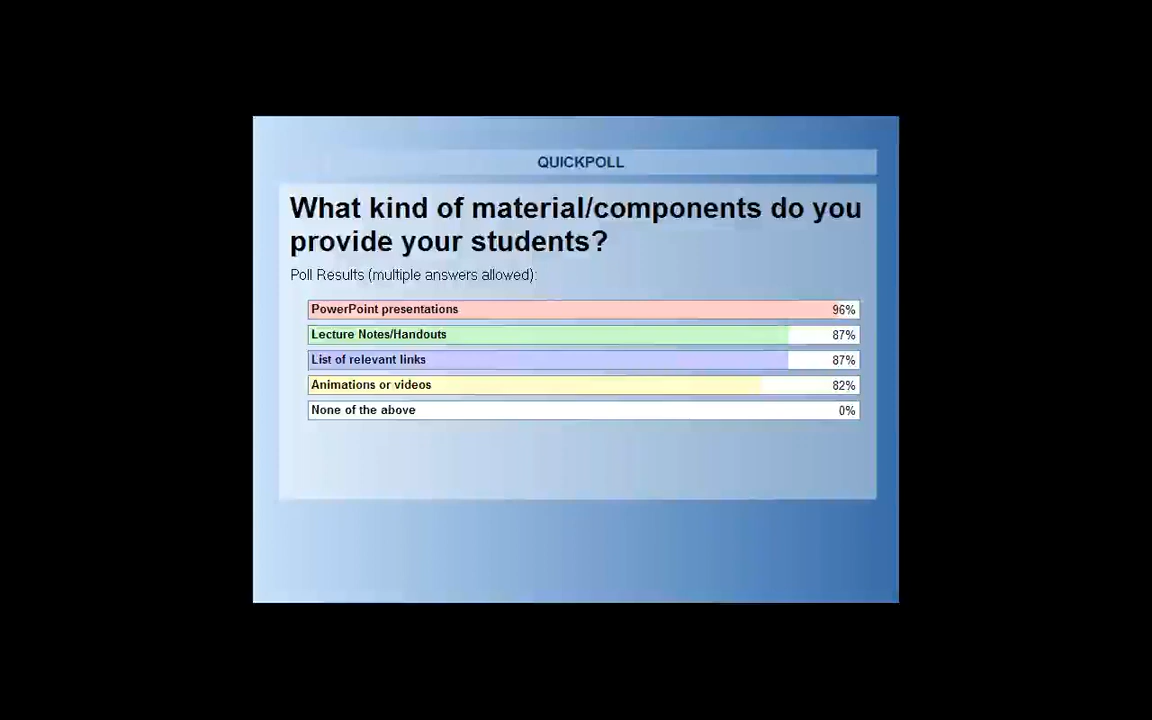 QUICKPOLL
What kind of material/components do you
provide your students?
Poll Results (multiple answers allowed):
PowerPoint presentations 96%
Lecture Notes/Handouts 87%
List of relevant links 87%
Animations or videos 82%
None of the above 0%